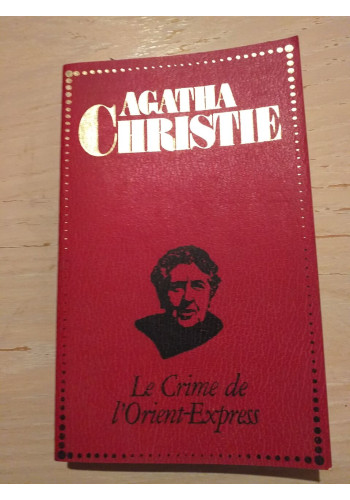 AGATHA
CHRISTIE
Le Crime de
l'Orient-Express